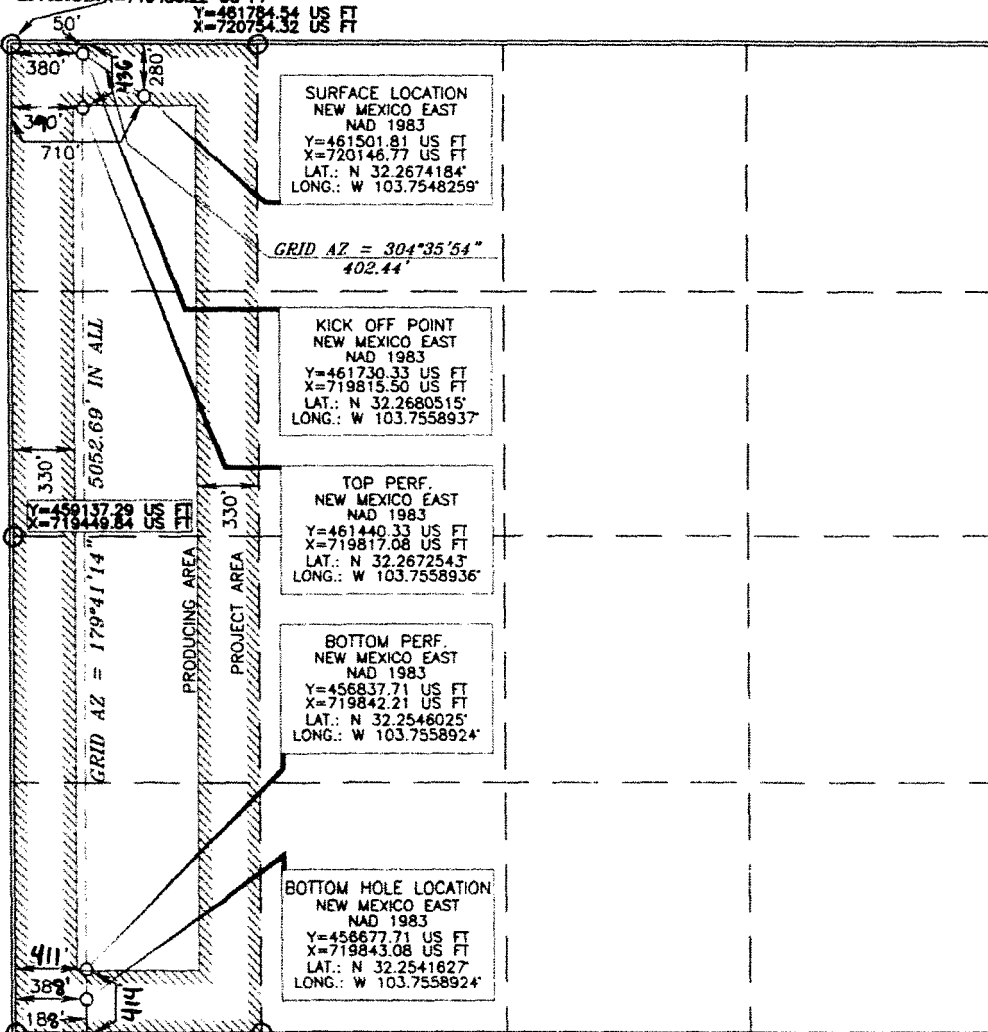 Y=461784.54 US FT
X=720754.32 US FT
50'
380'
436'
280'
710'
SURFACE LOCATION
NEW MEXICO EAST
NAD 1983
Y=461501.81 US FT
X=720146.77 US FT
LAT.: N 32.2674184°
LONG.: W 103.7548259°
GRID AZ = 304°35'54"
402.44'
KICK OFF POINT
NEW MEXICO EAST
NAD 1983
Y=461730.33 US FT
X=719815.50 US FT
LAT.: N 32.2680515°
LONG.: W 103.7558937°
TOP PERF.
NEW MEXICO EAST
NAD 1983
Y=461440.33 US FT
X=719817.08 US FT
LAT.: N 32.2672543°
LONG.: W 103.7558936°
330'
330'
Y=459137.29 US FT
X=719449.84 US FT
GRID AZ = 179°41'14" 5052.69' IN ALL
PRODUCING AREA
PROJECT AREA
BOTTOM PERF.
NEW MEXICO EAST
NAD 1983
Y=456837.71 US FT
X=719842.21 US FT
LAT.: N 32.2546025°
LONG.: W 103.7558924°
BOTTOM HOLE LOCATION
NEW MEXICO EAST
NAD 1983
Y=456677.71 US FT
X=719843.08 US FT
LAT.: N 32.2541627°
LONG.: W 103.7558924°
411'
388'
188'
414